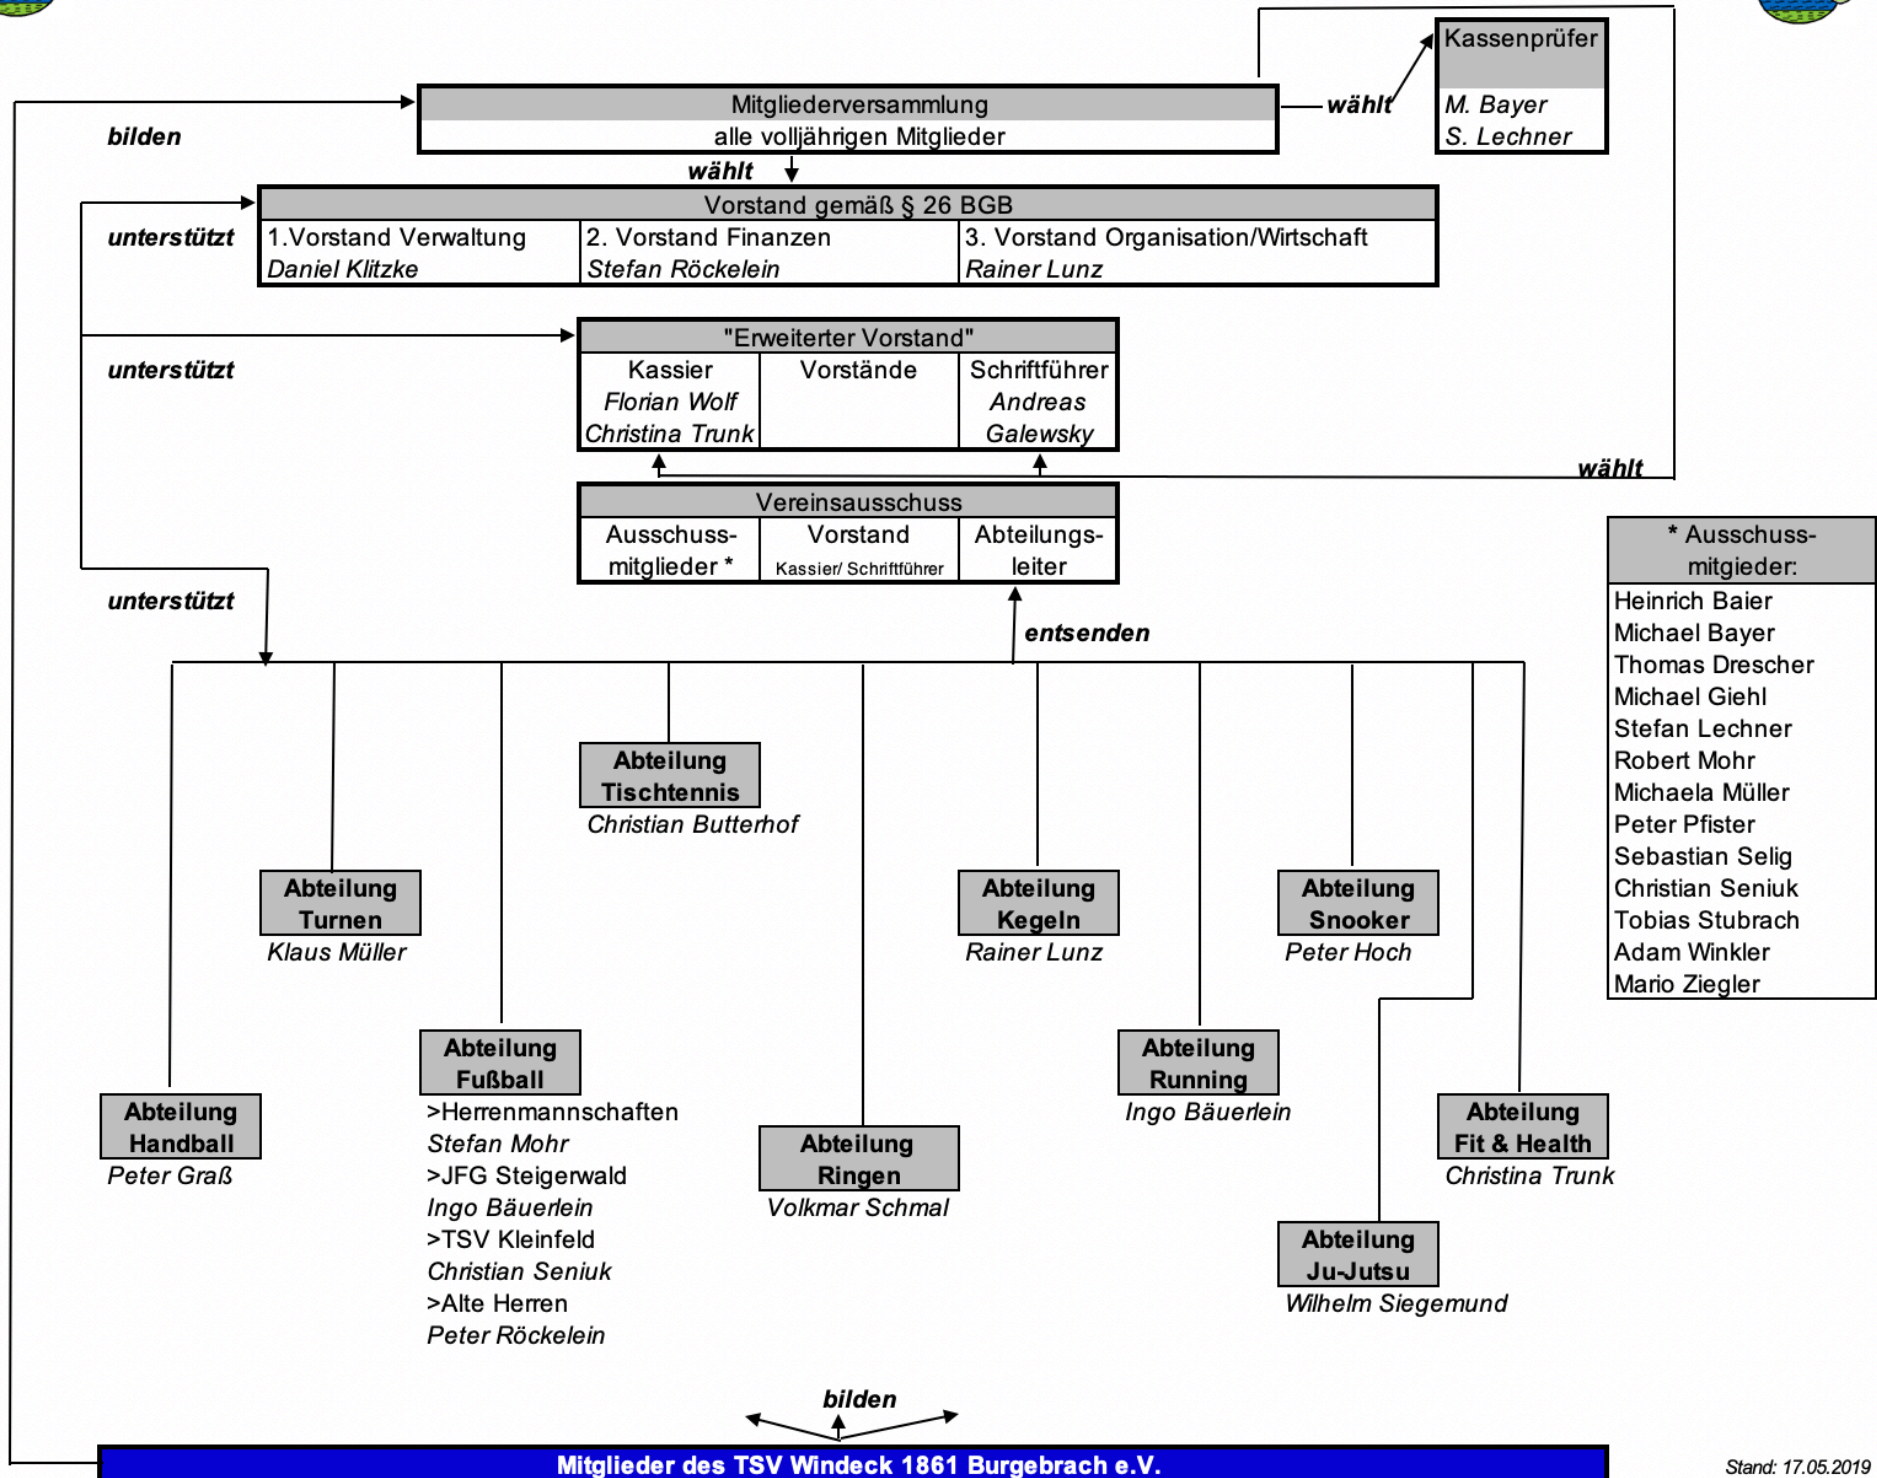 Kassenprüfer
M. Bayer
S. Lechner
Mitgliederversammlung
alle volljährigen Mitglieder
wählt
bilden
wählt
Vorstand gemäß § 26 BGB
1.Vorstand Verwaltung
Daniel Klitzke
2. Vorstand Finanzen
Stefan Röckelein
3. Vorstand Organisation/Wirtschaft
Rainer Lunz
unterstützt
"Erweiterter Vorstand"
Kassier
Florian Wolf
Christina Trunk
Vorstände
Schriftführer
Andreas
Galewsky
unterstützt
wählt
Vereinsausschuss
Ausschuss-
mitglieder *
Vorstand
Kassier/ Schriftführer
Abteilungs-
leiter
unterstützt
entsenden
* Ausschuss-
mitgieder:
Heinrich Baier
Michael Bayer
Thomas Drescher
Michael Giehl
Stefan Lechner
Robert Mohr
Michaela Müller
Peter Pfister
Sebastian Selig
Christian Seniuk
Tobias Stubrach
Adam Winkler
Mario Ziegler
Abteilung
Tischtennis
Christian Butterhof
Abteilung
Turnen
Klaus Müller
Abteilung
Kegeln
Rainer Lunz
Abteilung
Snooker
Peter Hoch
Abteilung
Fußball
>Herrenmannschaften
Stefan Mohr
>JFG Steigerwald
Ingo Bäuerlein
>TSV Kleinfeld
Christian Seniuk
>Alte Herren
Peter Röckelein
Abteilung
Running
Ingo Bäuerlein
Abteilung
Handball
Peter Graß
Abteilung
Ringen
Volkmar Schmal
Abteilung
Fit & Health
Christina Trunk
Abteilung
Ju-Jutsu
Wilhelm Siegemund
bilden
Mitglieder des TSV Windeck 1861 Burgebrach e.V.
Stand: 17.05.2019